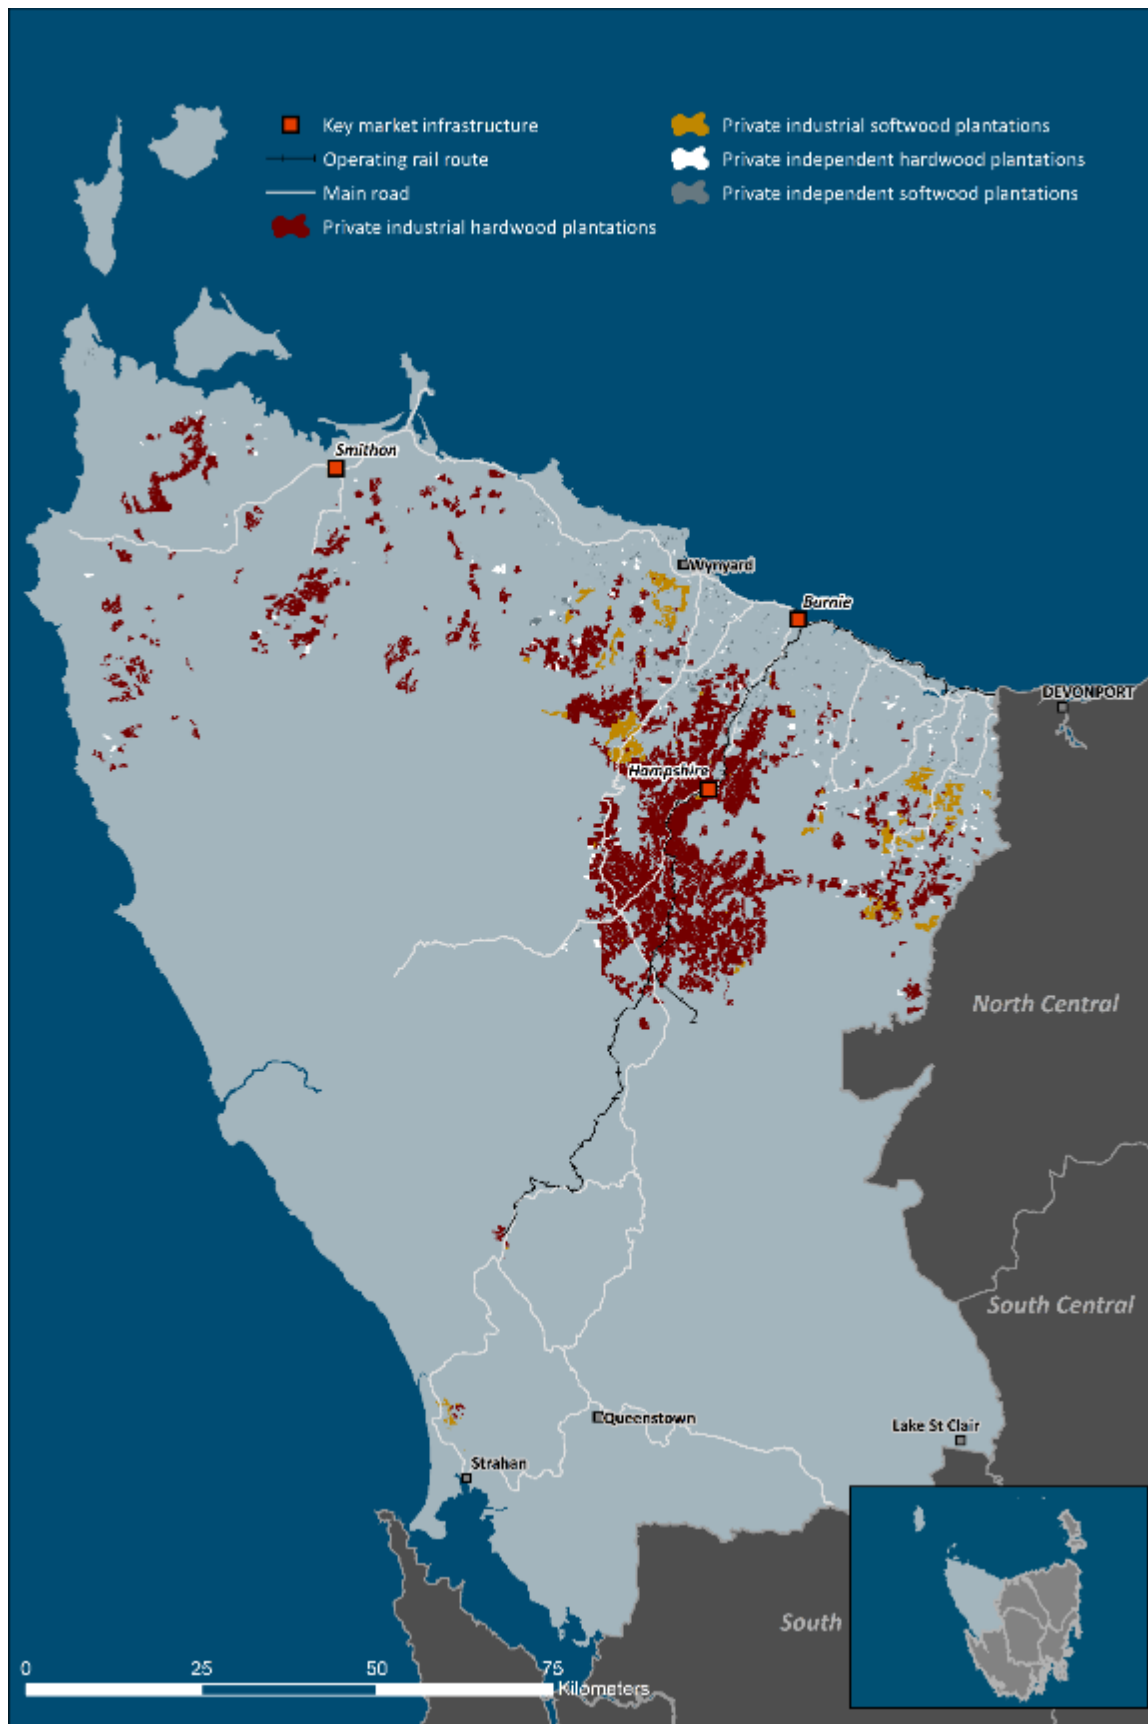 Key market infrastructure
Operating rail route
Main road
Private industrial hardwood plantations
Private industrial softwood plantations
Private independent hardwood plantations
Private independent softwood plantations
Smithon
Wynyard
Burnie
DEVONPORT
Hampshire
North Central
South Central
Queenstown
Lake St Clair
Strahan
South
0 25 50 75
Kilometers